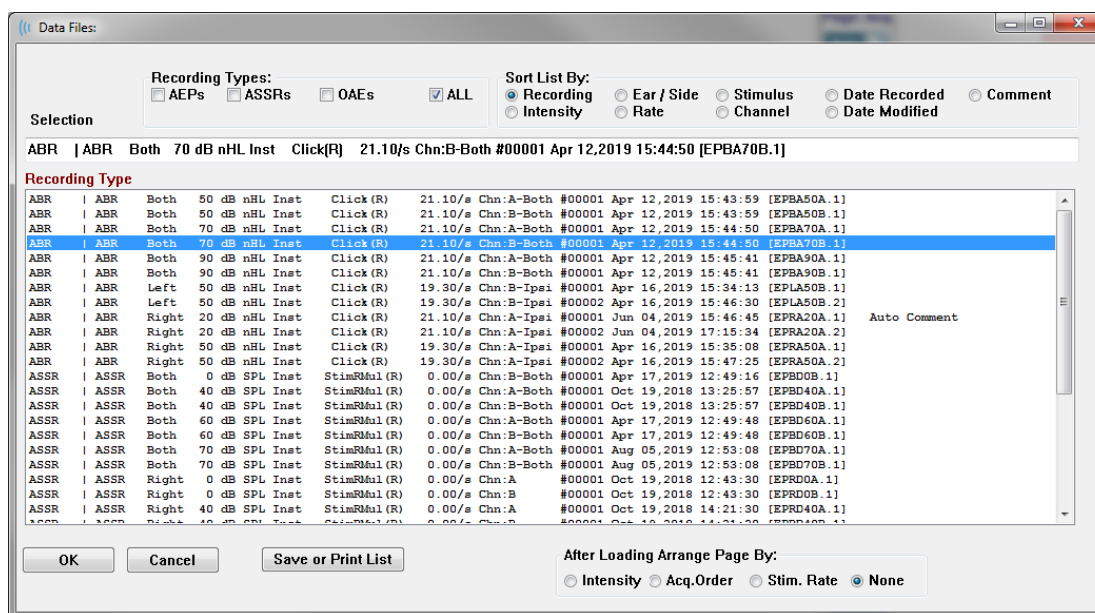 Data Files:
Recording Types:
AEPs ASSRs OAEs ALL
Sort List By:
Recording Ear / Side Stimulus Date Recorded Comment
Intensity Rate Channel Date Modified
Selection
ABR | ABR Both 70 dB nHL Inst Click(R) 21.10/s Chn:B-Both #00001 Apr 12,2019 15:44:50 [EPBA70B.1]
Recording Type
ABR | ABR Both 50 dB nHL Inst Click(R) 21.10/s Chn:A-Both #00001 Apr 12,2019 15:43:59 [EPBA50A.1]
ABR | ABR Both 50 dB nHL Inst Click(R) 21.10/s Chn:B-Both #00001 Apr 12,2019 15:43:59 [EPBA50B.1]
ABR | ABR Both 70 dB nHL Inst Click(R) 21.10/s Chn:A-Both #00001 Apr 12,2019 15:44:50 [EPBA70A.1]
ABR | ABR Both 70 dB nHL Inst Click(R) 21.10/s Chn:B-Both #00001 Apr 12,2019 15:44:50 [EPBA70B.1]
ABR | ABR Both 90 dB nHL Inst Click(R) 21.10/s Chn:A-Both #00001 Apr 12,2019 15:45:41 [EPBA90A.1]
ABR | ABR Both 90 dB nHL Inst Click(R) 21.10/s Chn:B-Both #00001 Apr 12,2019 15:45:41 [EPBA90B.1]
ABR | ABR Left 50 dB nHL Inst Click(R) 19.30/s Chn:B-Ipsi #00001 Apr 16,2019 15:34:13 [EPLA50B.1]
ABR | ABR Left 50 dB nHL Inst Click(R) 19.30/s Chn:B-Ipsi #00002 Apr 16,2019 15:46:30 [EPLA50B.2]
ABR | ABR Right 20 dB nHL Inst Click(R) 21.10/s Chn:A-Ipsi #00001 Jun 04,2019 15:46:45 [EPRA20A.1] Auto Comment
ABR | ABR Right 20 dB nHL Inst Click(R) 21.10/s Chn:A-Ipsi #00002 Jun 04,2019 17:15:34 [EPRA20A.2]
ABR | ABR Right 50 dB nHL Inst Click(R) 19.30/s Chn:A-Ipsi #00001 Apr 16,2019 15:35:08 [EPRA50A.1]
ABR | ABR Right 50 dB nHL Inst Click(R) 19.30/s Chn:A-Ipsi #00002 Apr 16,2019 15:47:25 [EPRA50A.2]
ASSR | ASSR Both 0 dB SPL Inst StimRMul(R) 0.00/s Chn:B-Both #00001 Apr 17,2019 12:49:16 [EPBD0B.1]
ASSR | ASSR Both 40 dB SPL Inst StimRMul(R) 0.00/s Chn:A-Both #00001 Oct 19,2018 13:25:57 [EPBD40A.1]
ASSR | ASSR Both 40 dB SPL Inst StimRMul(R) 0.00/s Chn:B-Both #00001 Oct 19,2018 13:25:57 [EPBD40B.1]
ASSR | ASSR Both 60 dB SPL Inst StimRMul(R) 0.00/s Chn:A-Both #00001 Apr 17,2019 12:49:48 [EPBD60A.1]
ASSR | ASSR Both 60 dB SPL Inst StimRMul(R) 0.00/s Chn:B-Both #00001 Apr 17,2019 12:49:48 [EPBD60B.1]
ASSR | ASSR Both 70 dB SPL Inst StimRMul(R) 0.00/s Chn:A-Both #00001 Aug 05,2019 12:53:08 [EPBD70A.1]
ASSR | ASSR Both 70 dB SPL Inst StimRMul(R) 0.00/s Chn:B-Both #00001 Aug 05,2019 12:53:08 [EPBD70B.1]
ASSR | ASSR Right 0 dB SPL Inst StimRMul(R) 0.00/s Chn:A #00001 Oct 19,2018 12:43:30 [EPRD0A.1]
ASSR | ASSR Right 0 dB SPL Inst StimRMul(R) 0.00/s Chn:B #00001 Oct 19,2018 12:43:30 [EPRD0B.1]
ASSR | ASSR Right 40 dB SPL Inst StimRMul(R) 0.00/s Chn:A #00001 Oct 19,2018 14:21:30 [EPRD40A.1]
OK Cancel Save or Print List
After Loading Arrange Page By:
Intensity Acq.Order Stim. Rate None